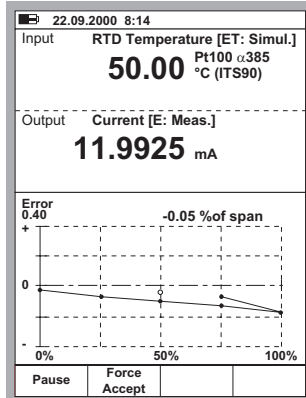 22.09.2000 8:14
Input RTD Temperature [ET: Simul.]
50.00 Pt100 α385
°C (ITS90)
Output Current [E: Meas.]
11.9925 mA
Error
0.40 -0.05 %of span
+
0
-
0% 50% 100%
Pause Force
Accept